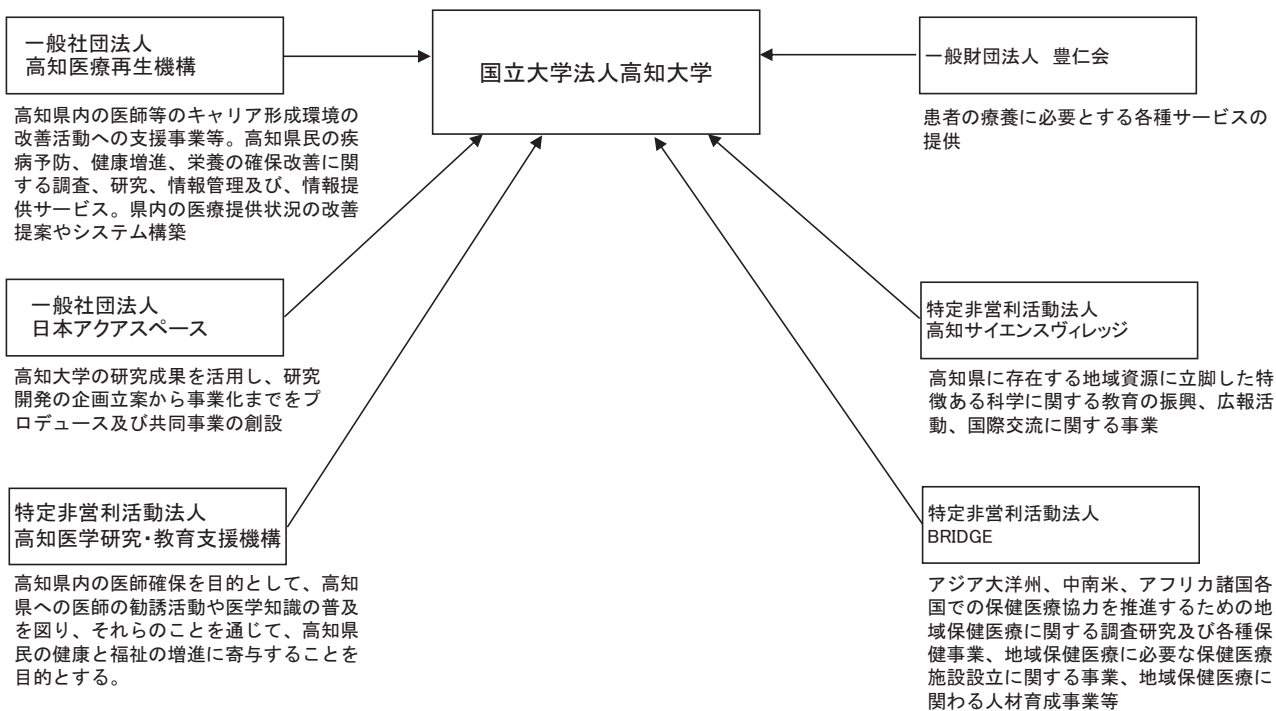 一般社団法人
高知医療再生機構
高知県内の医師等のキャリア形成環境の
改善活動への支援事業等。高知県民の疾
病予防、健康増進、栄養の確保改善に関
する調査、研究、情報管理及び、情報提
供サービス。県内の医療提供状況の改善
提案やシステム構築
国立大学法人高知大学
一般財団法人 豊仁会
患者の療養に必要とする各種サービスの
提供
一般社団法人
日本アクアスペース
高知大学の研究成果を活用し、研究
開発の企画立案から事業化までをプ
ロデュース及び共同事業の創設
特定非営利活動法人
高知サイエンスヴィレッジ
高知県に存在する地域資源に立脚した特
徴ある科学に関する教育の振興、広報活
動、国際交流に関する事業
特定非営利活動法人
高知医学研究・教育支援機構
高知県内の医師確保を目的として、高知
県への医師の勧誘活動や医学知識の普及
を図り、それらのことを通じて、高知県
民の健康と福祉の増進に寄与することを
目的とする。
特定非営利活動法人
BRIDGE
アジア大洋州、中南米、アフリカ諸国各
国での保健医療協力を推進するための地
域保健医療に関する調査研究及び各種保
健事業、地域保健医療に必要な保健医療
施設設立に関する事業、地域保健医療に
関わる人材育成事業等